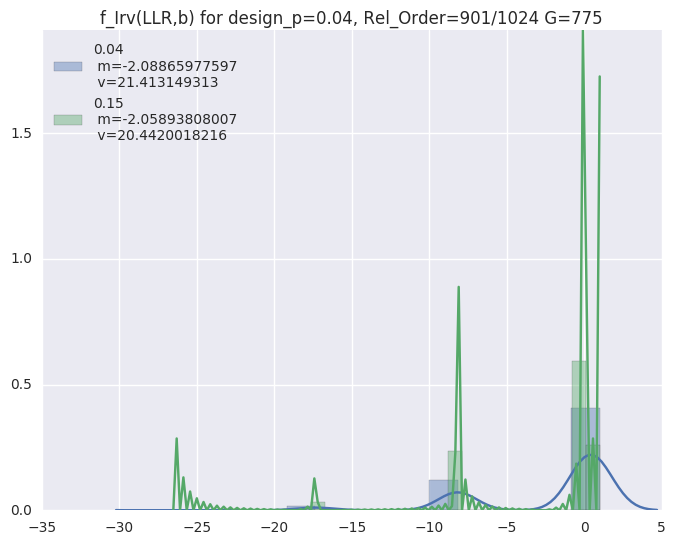 f_Irv(LLR,b) for design_p=0.04, Rel_Order=901/1024 G=775
0.04
m=-2.08865977597
v=21.413149313
0.15
m=-2.05893808007
v=20.4420018216
1.5
1.0
0.5
0.0
−35 −30 −25 −20 −15 −10 −5 0 5